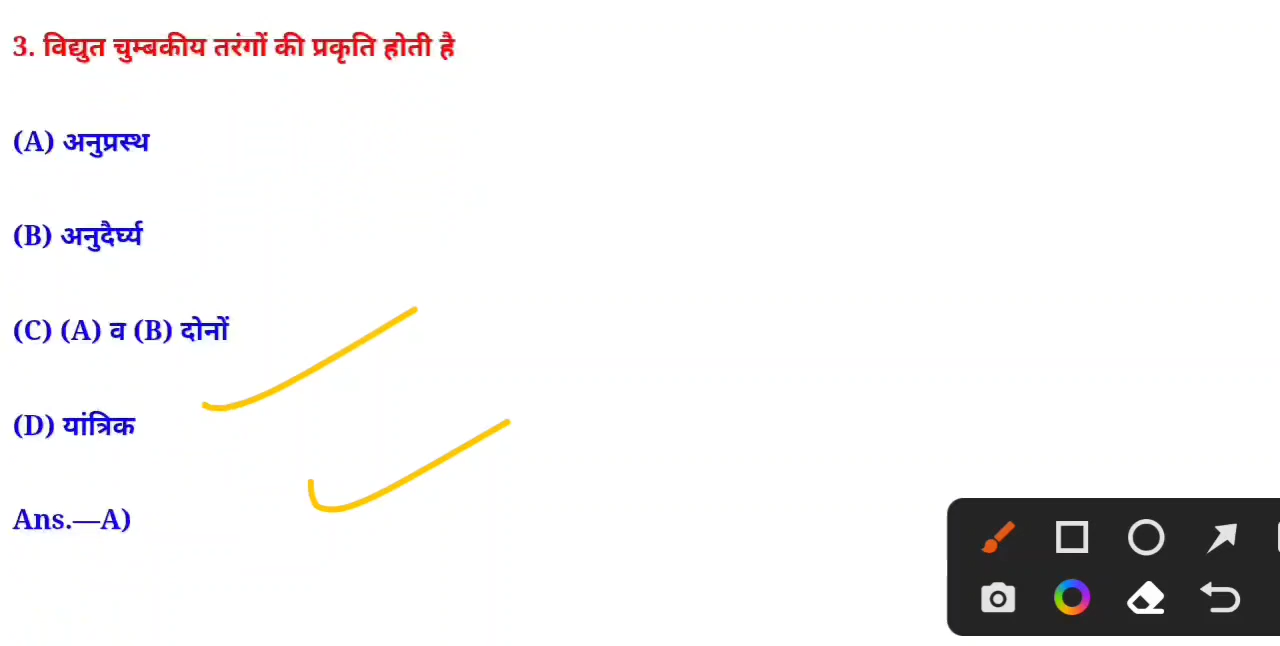 3. विद्युत चुम्बकीय तरंगों की प्रकृति होती है
(A) अनुप्रस्थ
(B) अनुदैर्घ्य
(C) (A) व (B) दोनों
(D) यांत्रिक
Ans.—A)